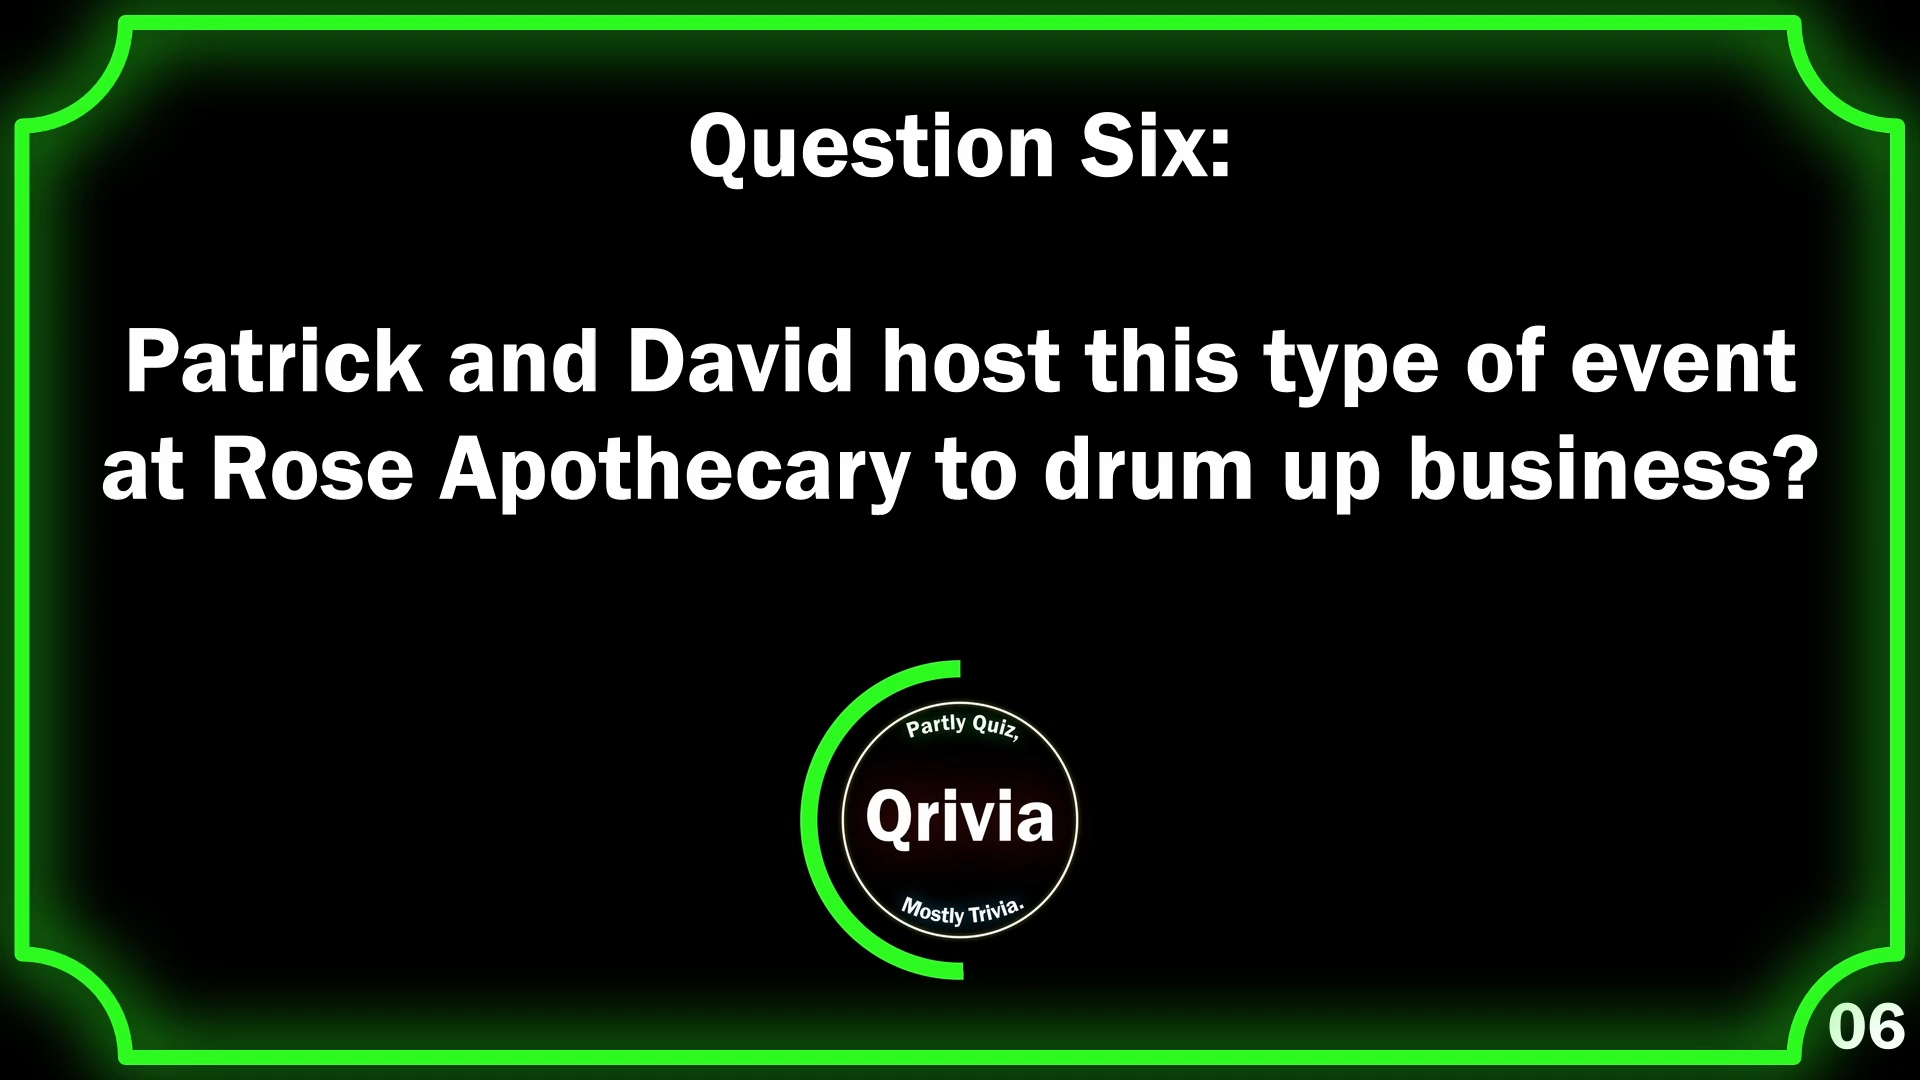 Question Six:
Patrick and David host this type of event
at Rose Apothecary to drum up business?
Partly Quiz,
Qrivia
Mostly Trivia.
06